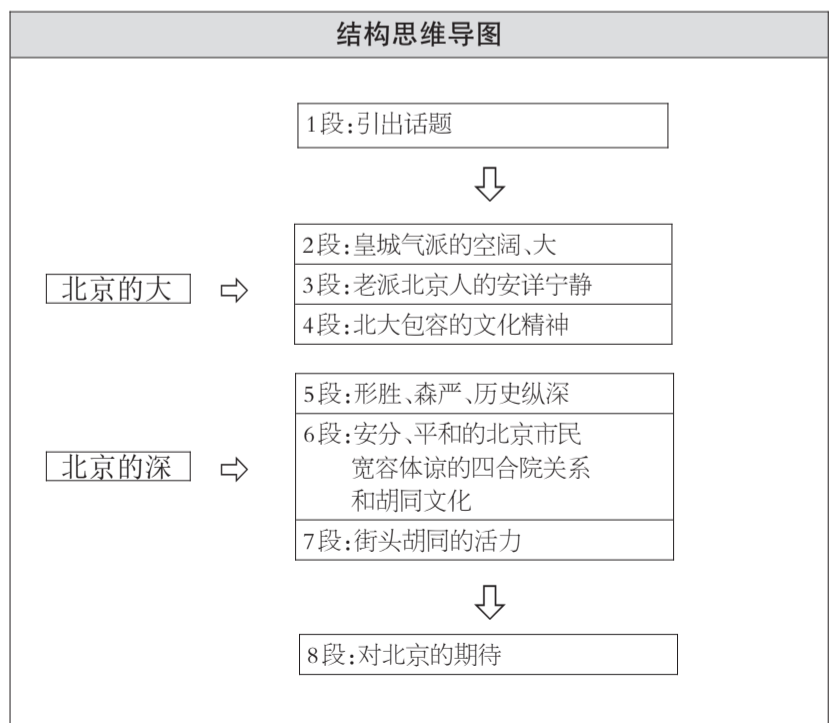 结构思维导图
1段:引出话题
北京的大
2段:皇城气派的空阔、大
3段:老派北京人的安详宁静
4段:北大包容的文化精神
北京的深
5段:形胜、森严、历史纵深
6段:安分、平和的北京市民
宽容体谅的四合院关系
和胡同文化
7段:街头胡同的活力
8段:对北京的期待